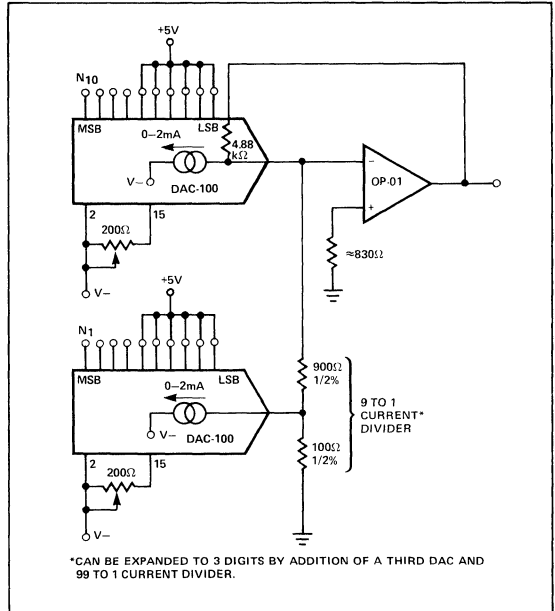 +5V
N10
MSB
LSB
0–2mA
4.88
kΩ
V–
DAC-100
OP-01
–
+
2
15
200Ω
≈830Ω
V–
+5V
N1
MSB
LSB
0–2mA
900Ω
1/2%
9 TO 1
CURRENT*
DIVIDER
V–
DAC-100
100Ω
1/2%
2
15
200Ω
V–
*CAN BE EXPANDED TO 3 DIGITS BY ADDITION OF A THIRD DAC AND
99 TO 1 CURRENT DIVIDER.